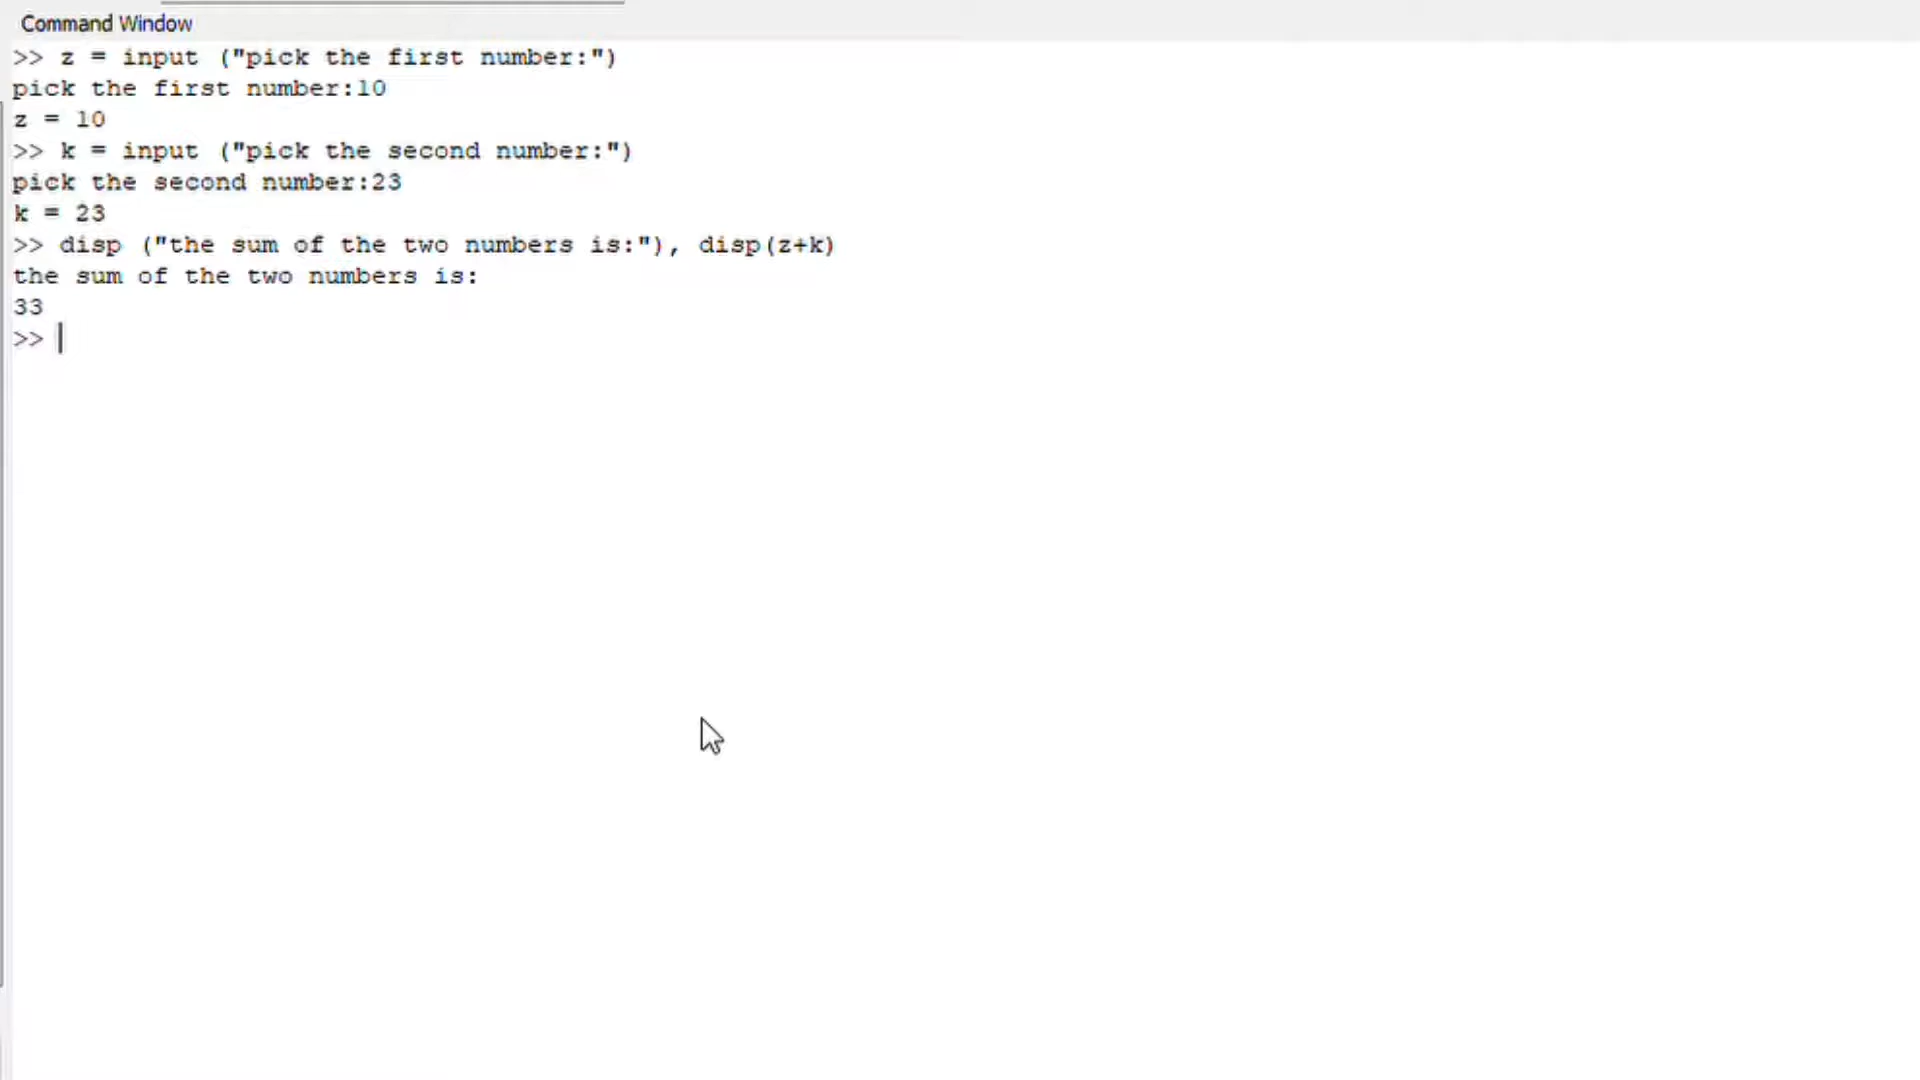 Command Window
>> z = input ("pick the first number:")
pick the first number:10
z = 10
>> k = input ("pick the second number:")
pick the second number:23
k = 23
>> disp ("the sum of the two numbers is:"), disp(z+k)
the sum of the two numbers is:
33
>>